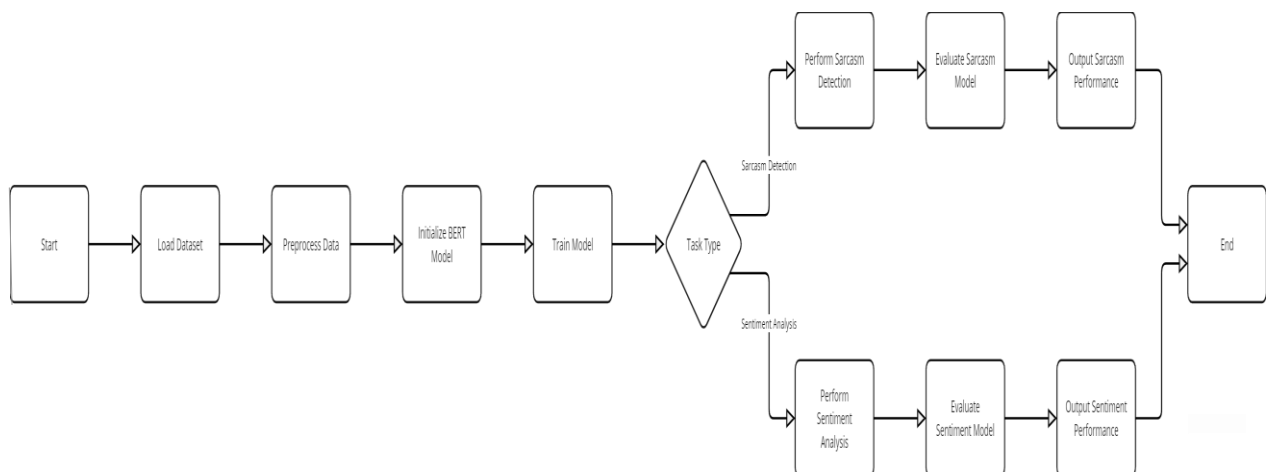 Start
Load Dataset
Preprocess Data
Initialize BERT
Model
Train Model
Task Type
Sarcasm Detection
Perform Sarcasm
Detection
Evaluate Sarcasm
Model
Output Sarcasm
Performance
Sentiment Analysis
Perform
Sentiment
Analysis
Evaluate
Sentiment Model
Output Sentiment
Performance
End